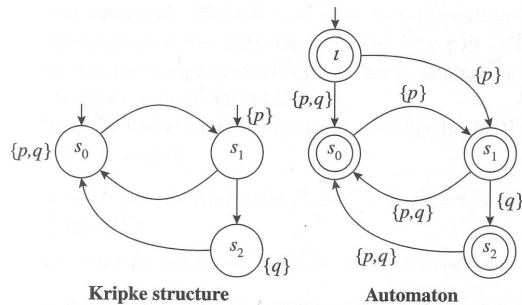 ι
{p}
{p,q}
{p}
{p}
{p,q}
s0
s1
s0
s1
{p,q}
{q}
s2
{q}
{p,q}
s2
Kripke structure
Automaton